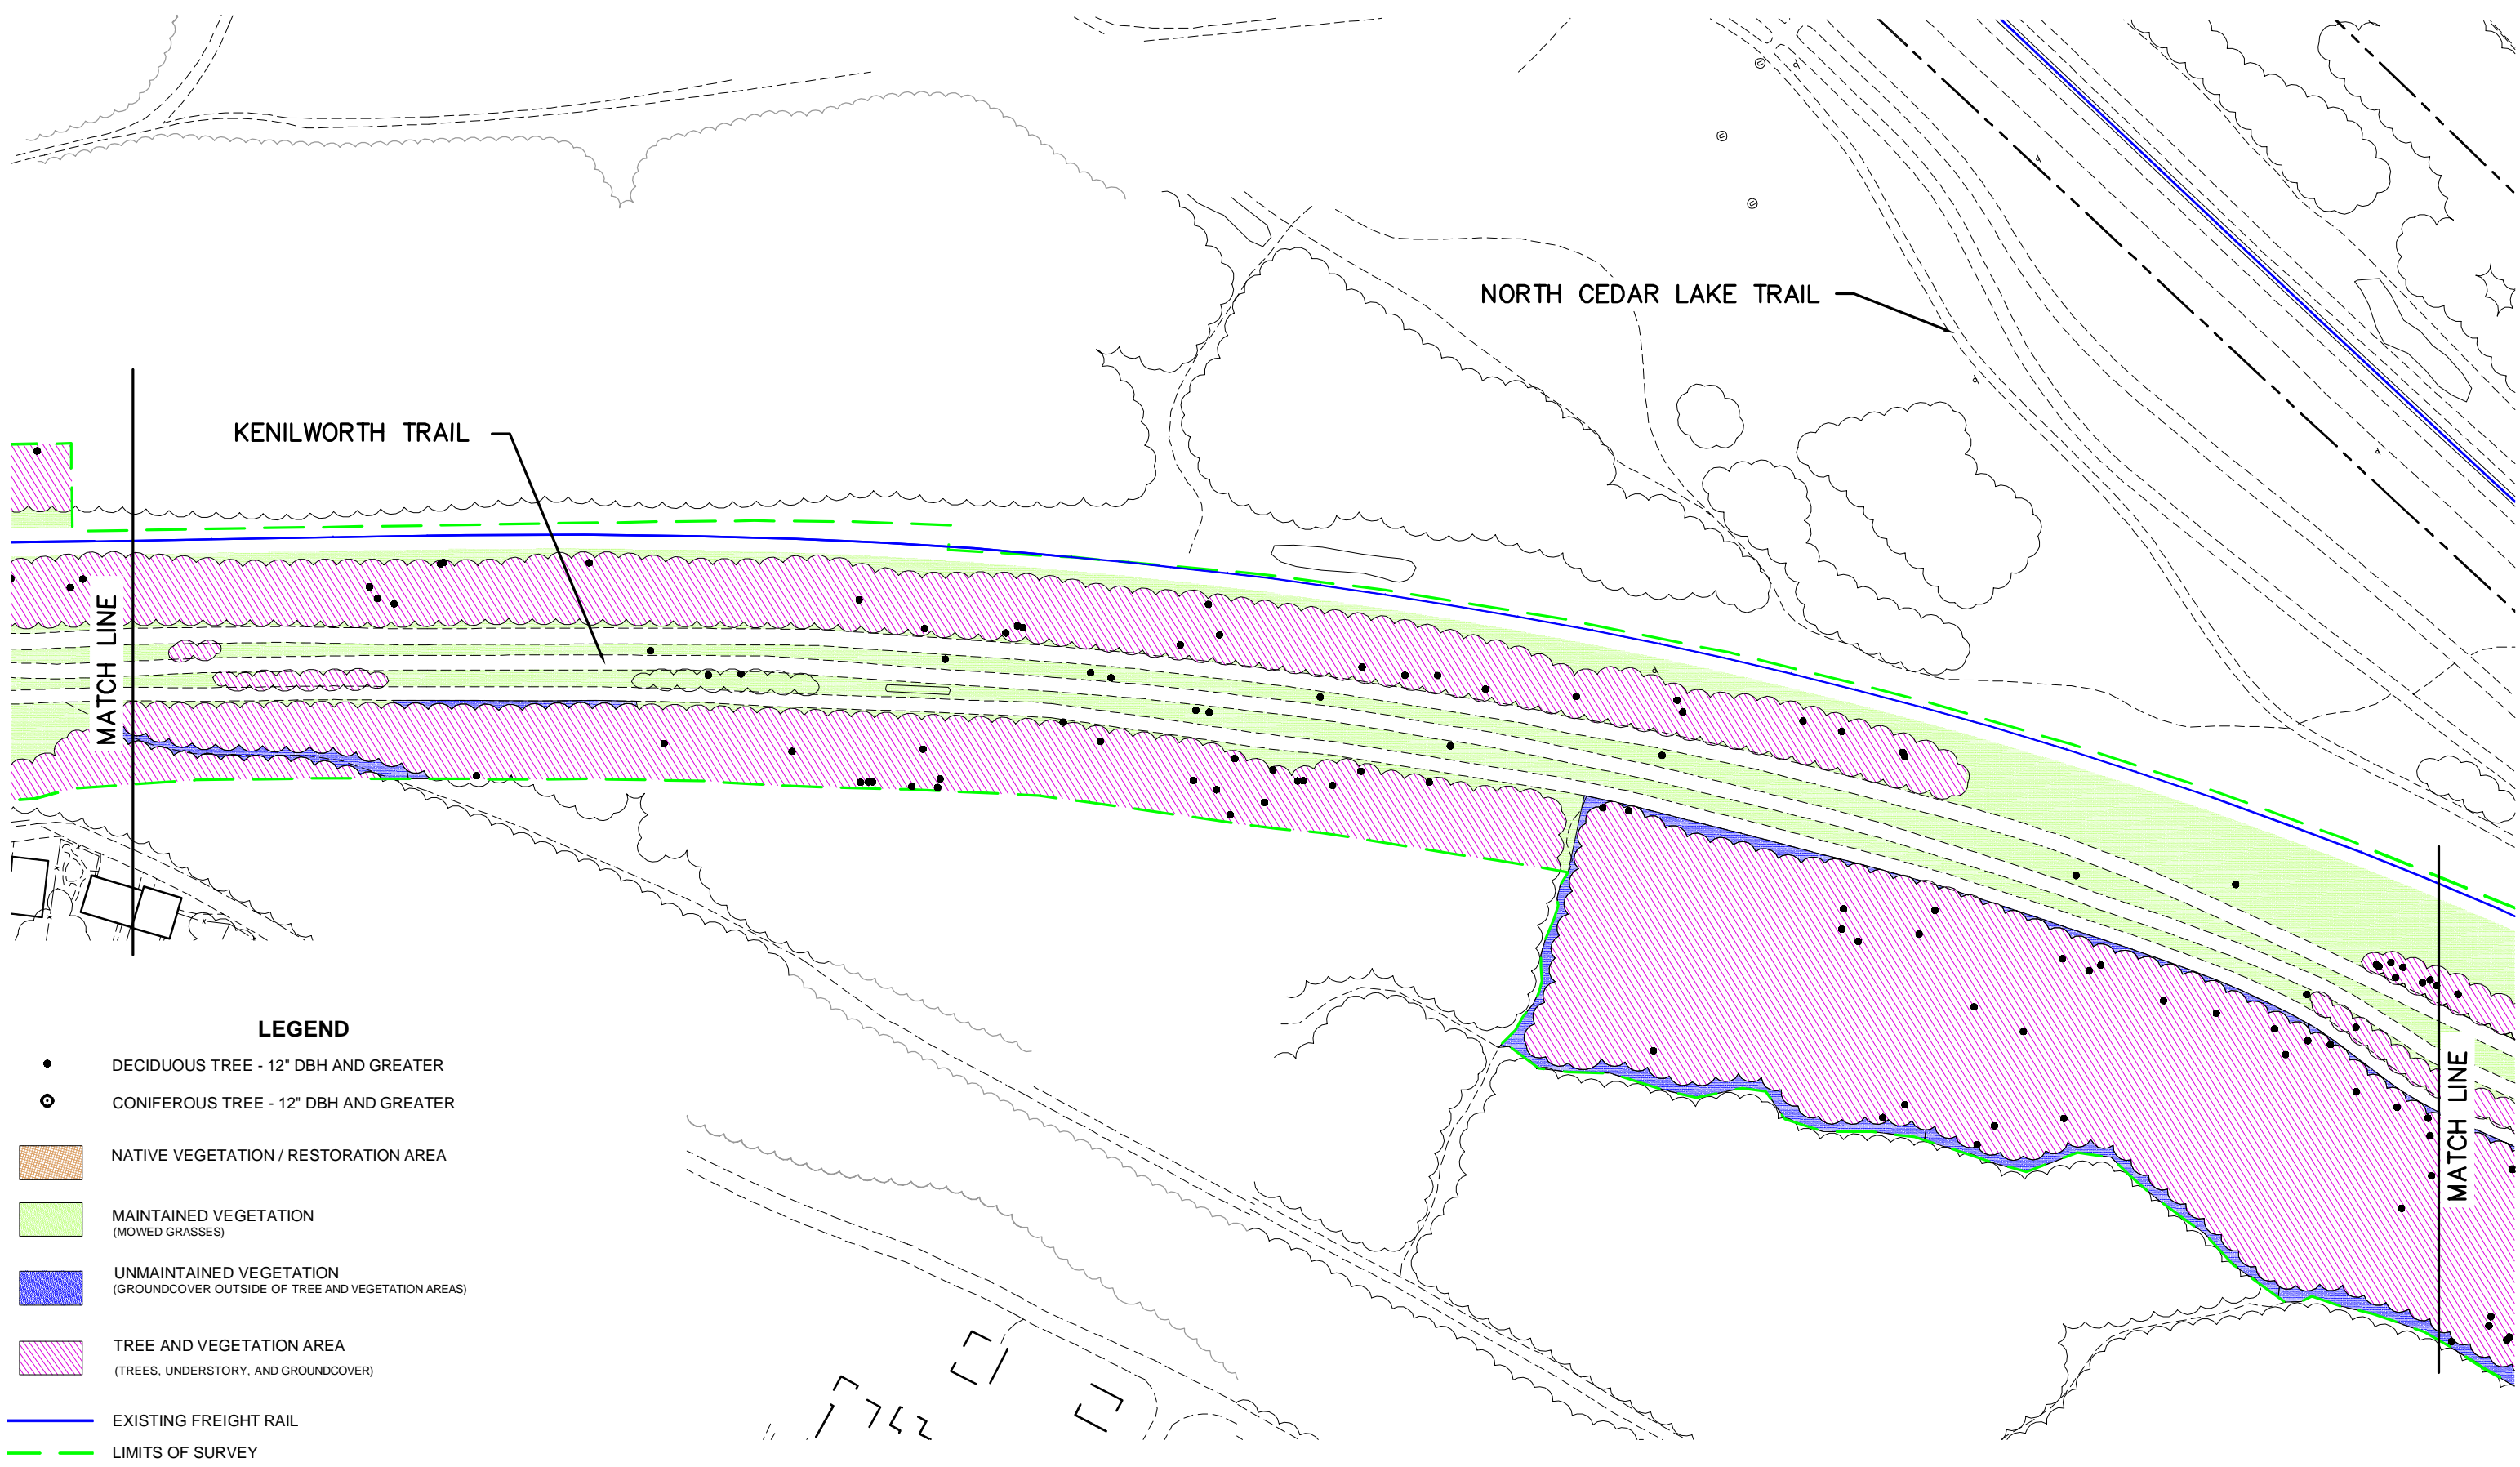 NORTH CEDAR LAKE TRAIL
KENILWORTH TRAIL
MATCH LINE
MATCH LINE
LEGEND
DECIDUOUS TREE - 12" DBH AND GREATER
CONIFEROUS TREE - 12" DBH AND GREATER
NATIVE VEGETATION / RESTORATION AREA
MAINTAINED VEGETATION
(MOWED GRASSES)
UNMAINTAINED VEGETATION
(GROUNDCOVER OUTSIDE OF TREE AND VEGETATION AREAS)
TREE AND VEGETATION AREA
(TREES, UNDERSTORY, AND GROUNDCOVER)
EXISTING FREIGHT RAIL
LIMITS OF SURVEY